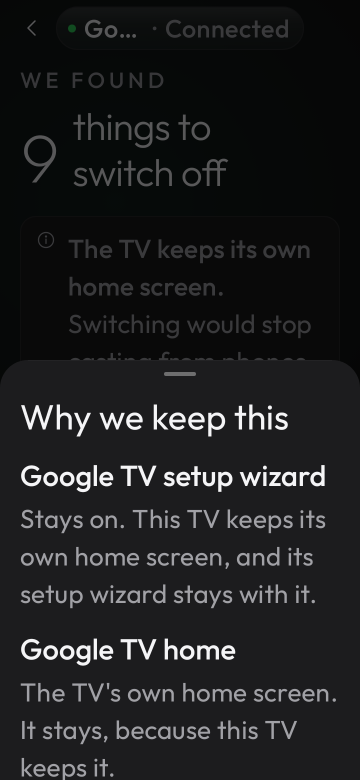 Go... · Connected
WE FOUND
9 things to
switch off
The TV keeps its own
home screen.
Switching would stop
casting from phones
Why we keep this
Google TV setup wizard
Stays on. This TV keeps its
own home screen, and its
setup wizard stays with it.
Google TV home
The TV's own home screen.
It stays, because this TV
keeps it.